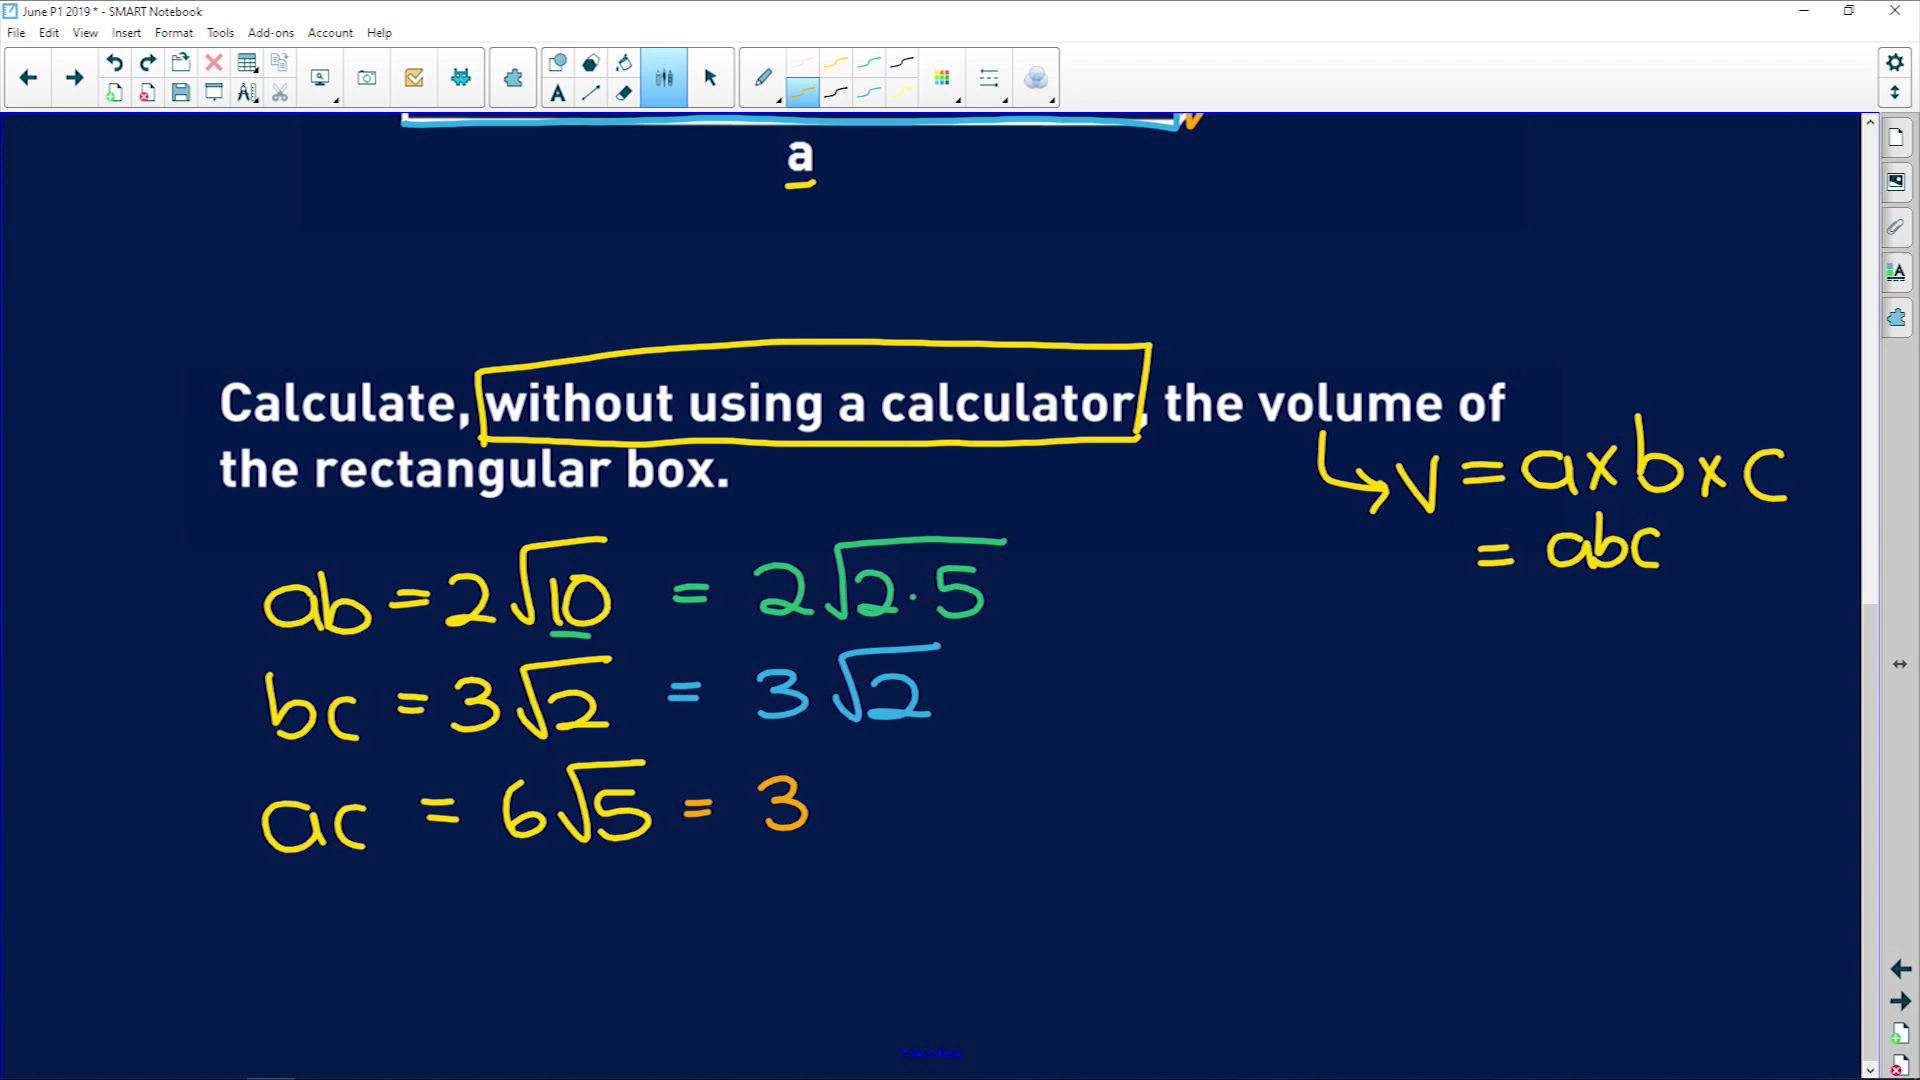 June P1 2019 * - SMART Notebook
File Edit View Insert Format Tools Add-ons Account Help
a
Calculate, without using a calculator, the volume of
the rectangular box.
V = a×b×c
= abc
ab = 2√10 = 2√2·5
bc = 3√2 = 3√2
ac = 6√5 = 3